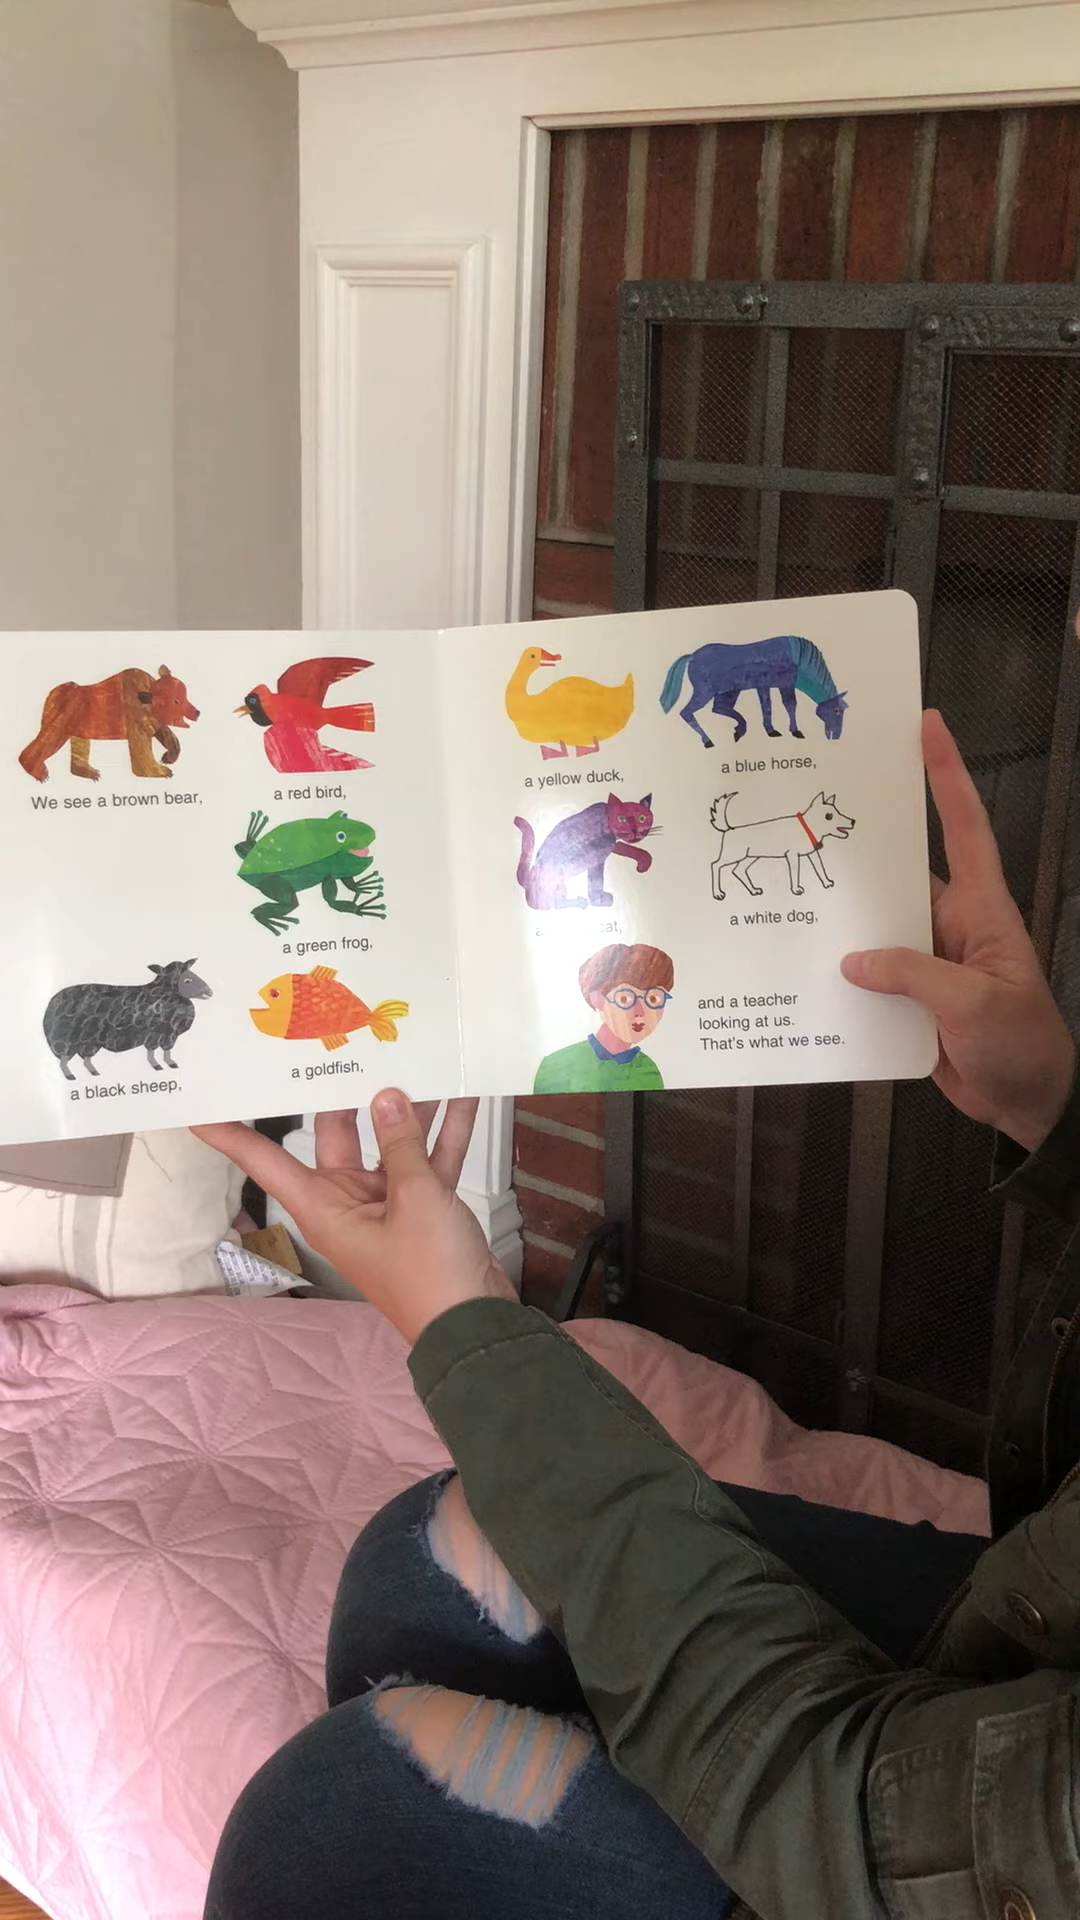 We see a brown bear,
a red bird,
a green frog,
a black sheep,
a goldfish,
a yellow duck,
a blue horse,
cat,
a white dog,
and a teacher
looking at us.
That's what we see.